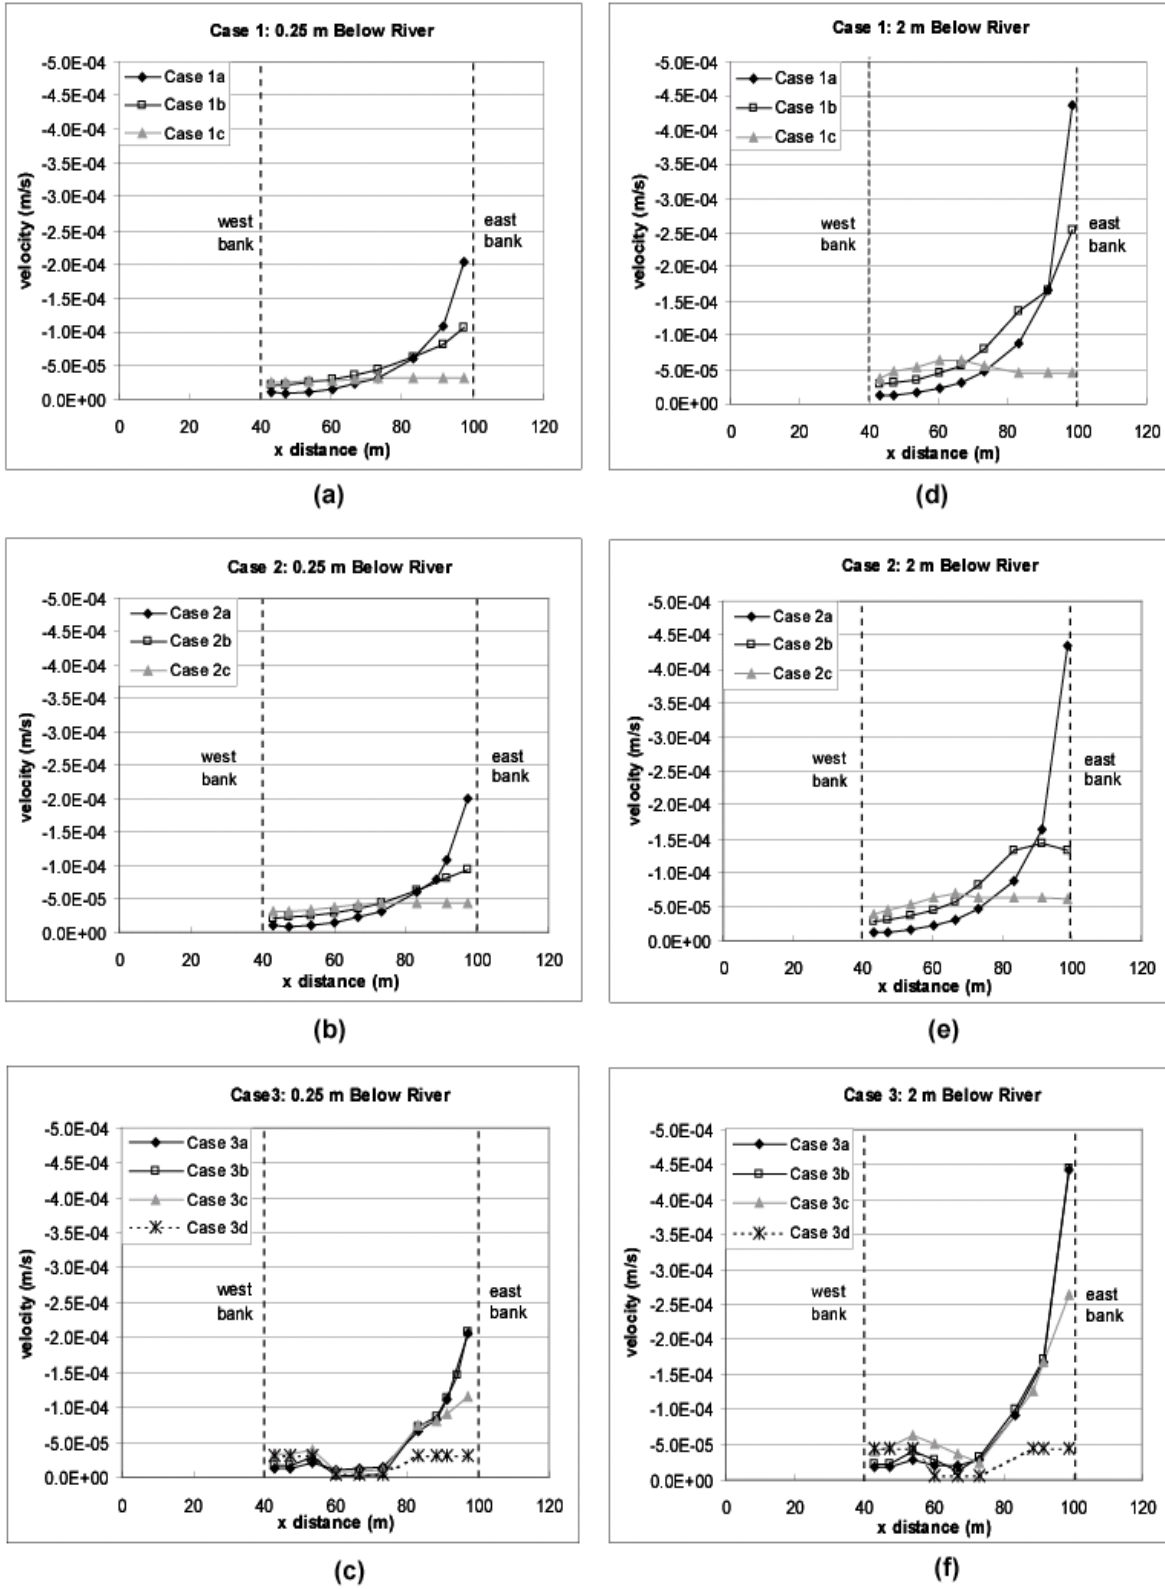 Case 1: 0.25 m Below River
-5.0E-04
-4.5E-04
-4.0E-04
-3.5E-04
-3.0E-04
-2.5E-04
-2.0E-04
-1.5E-04
-1.0E-04
-5.0E-05
0.0E+00
velocity (m/s)
Case 1a
Case 1b
Case 1c
west
bank
east
bank
0 20 40 60 80 100 120
x distance (m)
(a)
Case 1: 2 m Below River
-5.0E-04
-4.5E-04
-4.0E-04
-3.5E-04
-3.0E-04
-2.5E-04
-2.0E-04
-1.5E-04
-1.0E-04
-5.0E-05
0.0E+00
velocity (m/s)
Case 1a
Case 1b
Case 1c
west
bank
east
bank
0 20 40 60 80 100 120
x distance (m)
(d)
Case 2: 0.25 m Below River
-5.0E-04
-4.5E-04
-4.0E-04
-3.5E-04
-3.0E-04
-2.5E-04
-2.0E-04
-1.5E-04
-1.0E-04
-5.0E-05
0.0E+00
velocity (m/s)
Case 2a
Case 2b
Case 2c
west
bank
east
bank
0 20 40 60 80 100 120
x distance (m)
(b)
Case 2: 2 m Below River
-5.0E-04
-4.5E-04
-4.0E-04
-3.5E-04
-3.0E-04
-2.5E-04
-2.0E-04
-1.5E-04
-1.0E-04
-5.0E-05
0.0E+00
velocity (m/s)
Case 2a
Case 2b
Case 2c
west
bank
east
bank
0 20 40 60 80 100 120
x distance (m)
(e)
Case3: 0.25 m Below River
-5.0E-04
-4.5E-04
-4.0E-04
-3.5E-04
-3.0E-04
-2.5E-04
-2.0E-04
-1.5E-04
-1.0E-04
-5.0E-05
0.0E+00
velocity (m/s)
Case 3a
Case 3b
Case 3c
Case 3d
west
bank
east
bank
0 20 40 60 80 100 120
x distance (m)
(c)
Case 3: 2 m Below River
-5.0E-04
-4.5E-04
-4.0E-04
-3.5E-04
-3.0E-04
-2.5E-04
-2.0E-04
-1.5E-04
-1.0E-04
-5.0E-05
0.0E+00
velocity (m/s)
Case 3a
Case 3b
Case 3c
Case 3d
west
bank
east
bank
0 20 40 60 80 100 120
x distance (m)
(f)